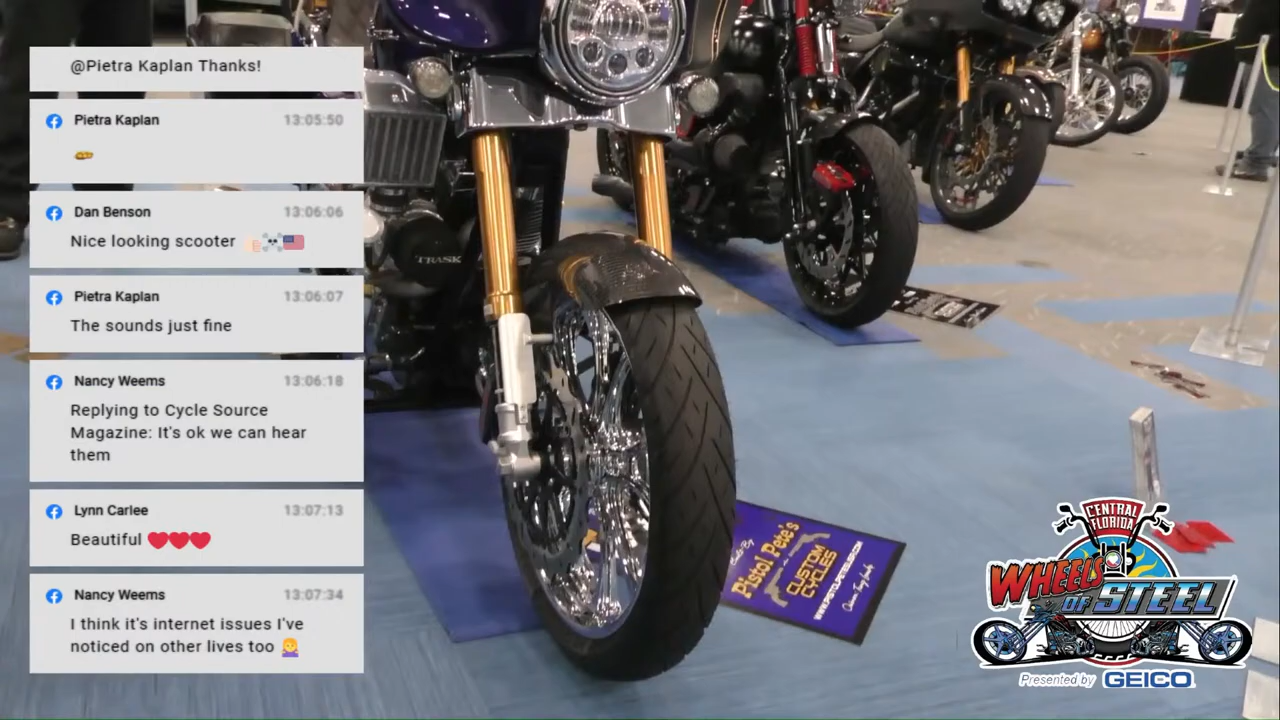 @Pietra Kaplan Thanks!
Pietra Kaplan 13:05:50
Dan Benson 13:06:06
Nice looking scooter
Pietra Kaplan 13:06:07
The sounds just fine
Nancy Weems 13:06:18
Replying to Cycle Source
Magazine: It's ok we can hear
them
Lynn Carlee 13:07:13
Beautiful
Nancy Weems 13:07:34
I think it's internet issues I've
noticed on other lives too
TRASK
Pistol Pete's
CUSTOM
CYCLES
CENTRAL
FLORIDA
WHEELS
OF STEEL
Presented by GEICO